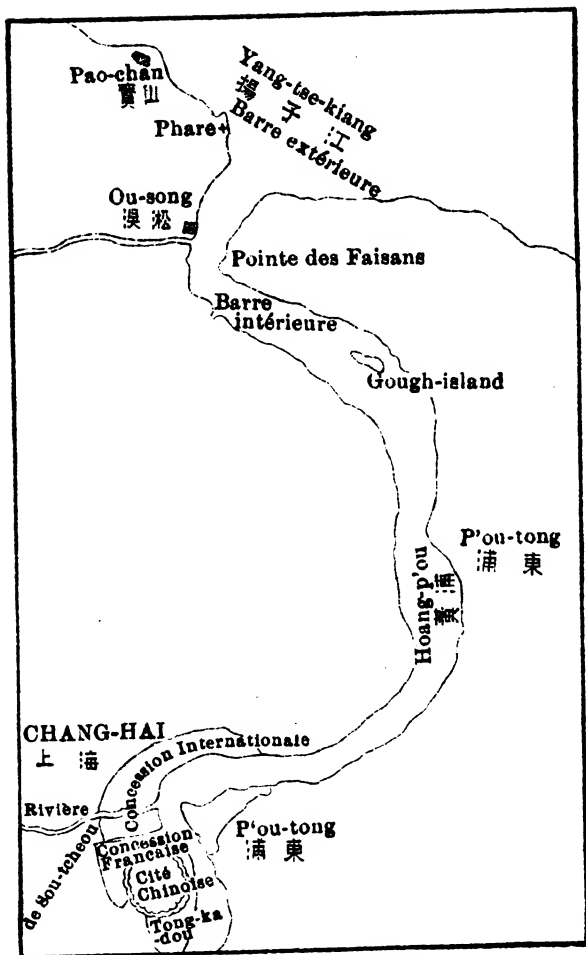 Pao-chan
寶山
Yang-tse-kiang
揚子江
Barre extérieure
Phare+
Ou-song
淞
Pointe des Faisans
Barre
intérieure
Gough-island
P'ou-tong
浦東
Hoang-p'ou
黃浦
CHANG-HAI
上海
Concession Internationale
Rivière
de Sou-tcheou
P'ou-tong
浦東
Concession
Francaise
Cité
Chinoise
Tong-ka
-dou